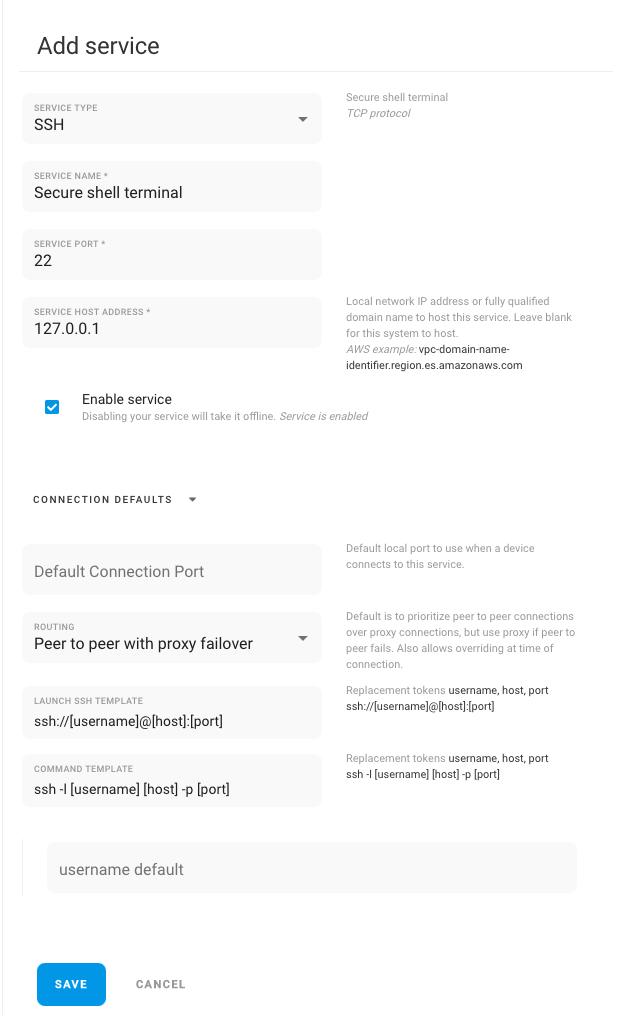 Add service
SERVICE TYPE
SSH
Secure shell terminal
TCP protocol
SERVICE NAME *
Secure shell terminal
SERVICE PORT *
22
SERVICE HOST ADDRESS *
127.0.0.1
Local network IP address or fully qualified
domain name to host this service. Leave blank
for this system to host.
AWS example: vpc-domain-name-
identifier.region.es.amazonaws.com
Enable service
Disabling your service will take it offline. Service is enabled
CONNECTION DEFAULTS
Default Connection Port
Default local port to use when a device
connects to this service.
ROUTING
Peer to peer with proxy failover
Default is to prioritize peer to peer connections
over proxy connections, but use proxy if peer to
peer fails. Also allows overriding at time of
connection.
LAUNCH SSH TEMPLATE
ssh://[username]@[host]:[port]
Replacement tokens username, host, port
ssh://[username]@[host]:[port]
COMMAND TEMPLATE
ssh -l [username] [host] -p [port]
Replacement tokens username, host, port
ssh -l [username] [host] -p [port]
username default
SAVE
CANCEL